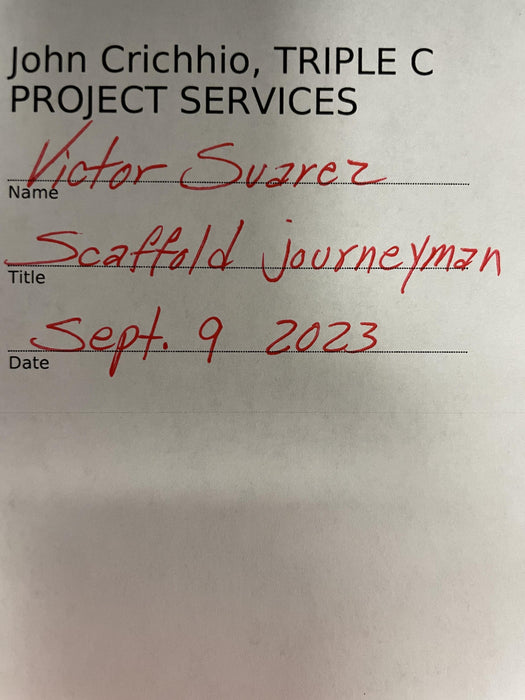 John Crichhio, TRIPLE C
PROJECT SERVICES
Victor Suarez
Name
Scaffold journeyman
Title
Sept. 9 2023
Date